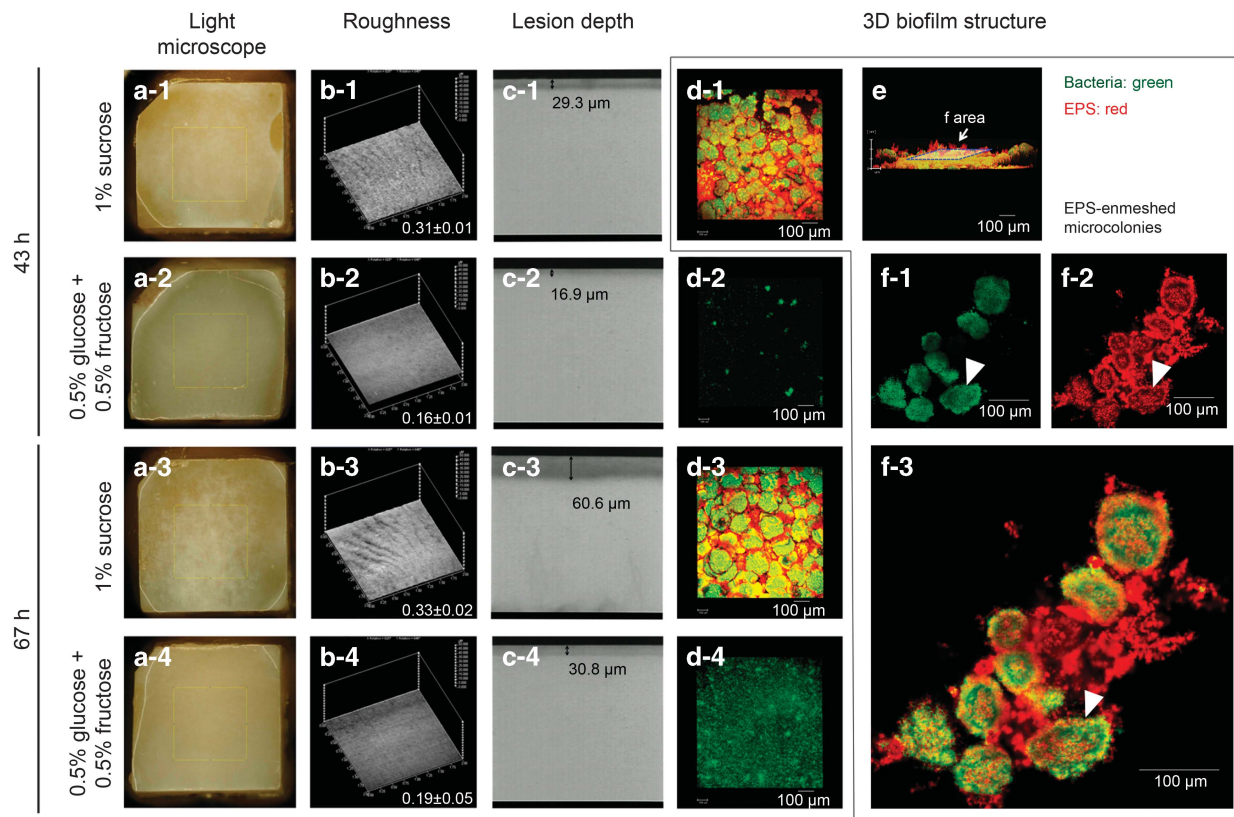 Light
microscope
Roughness
Lesion depth
3D biofilm structure
43 h
1% sucrose
a-1
b-1
0.31±0.01
c-1
29.3 µm
d-1
100 µm
e
f area
100 µm
Bacteria: green
EPS: red
EPS-enmeshed
microcolonies
0.5% glucose +
0.5% fructose
a-2
b-2
0.16±0.01
c-2
16.9 µm
d-2
100 µm
f-1
100 µm
f-2
100 µm
67 h
1% sucrose
a-3
b-3
0.33±0.02
c-3
60.6 µm
d-3
100 µm
f-3
100 µm
0.5% glucose +
0.5% fructose
a-4
b-4
0.19±0.05
c-4
30.8 µm
d-4
100 µm